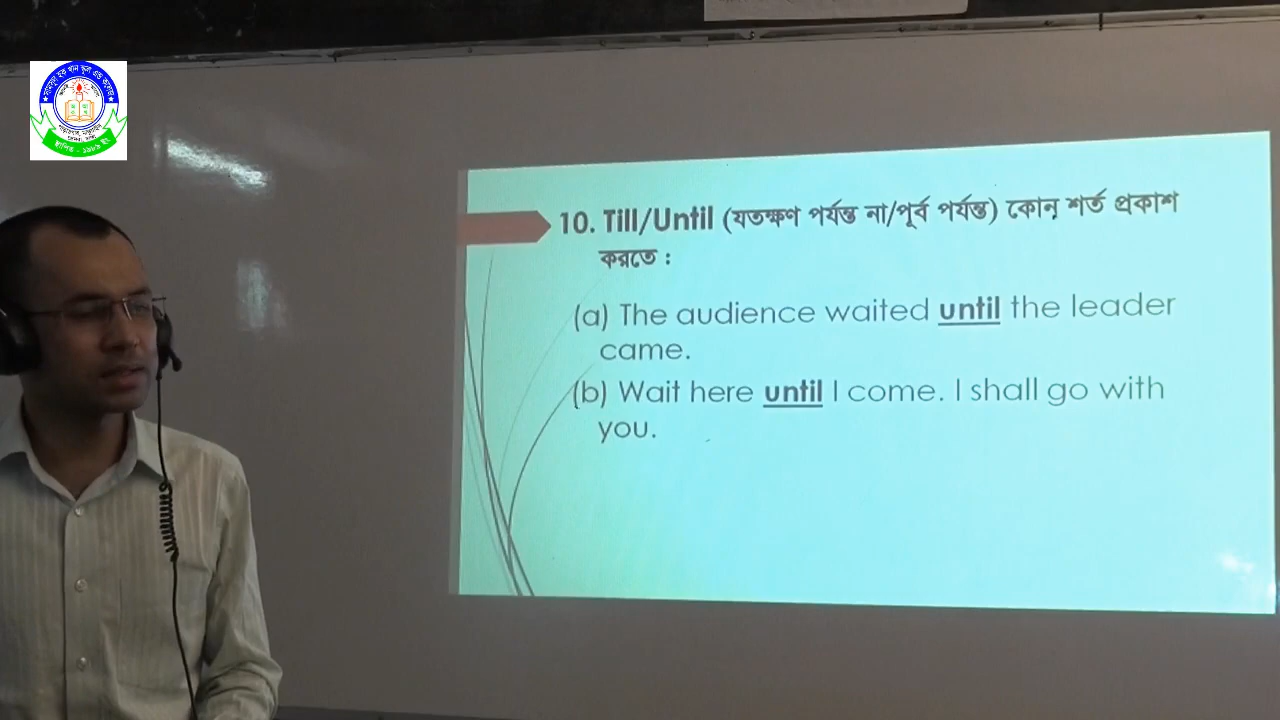 10. Till/Until (যতক্ষণ পর্যন্ত না/পূর্ব পর্যন্ত) কোন শর্ত প্রকাশ
করতে :
(a) The audience waited until the leader
came.
(b) Wait here until I come. I shall go with
you.
স্থাপিত - ১৯৮৯ ইং